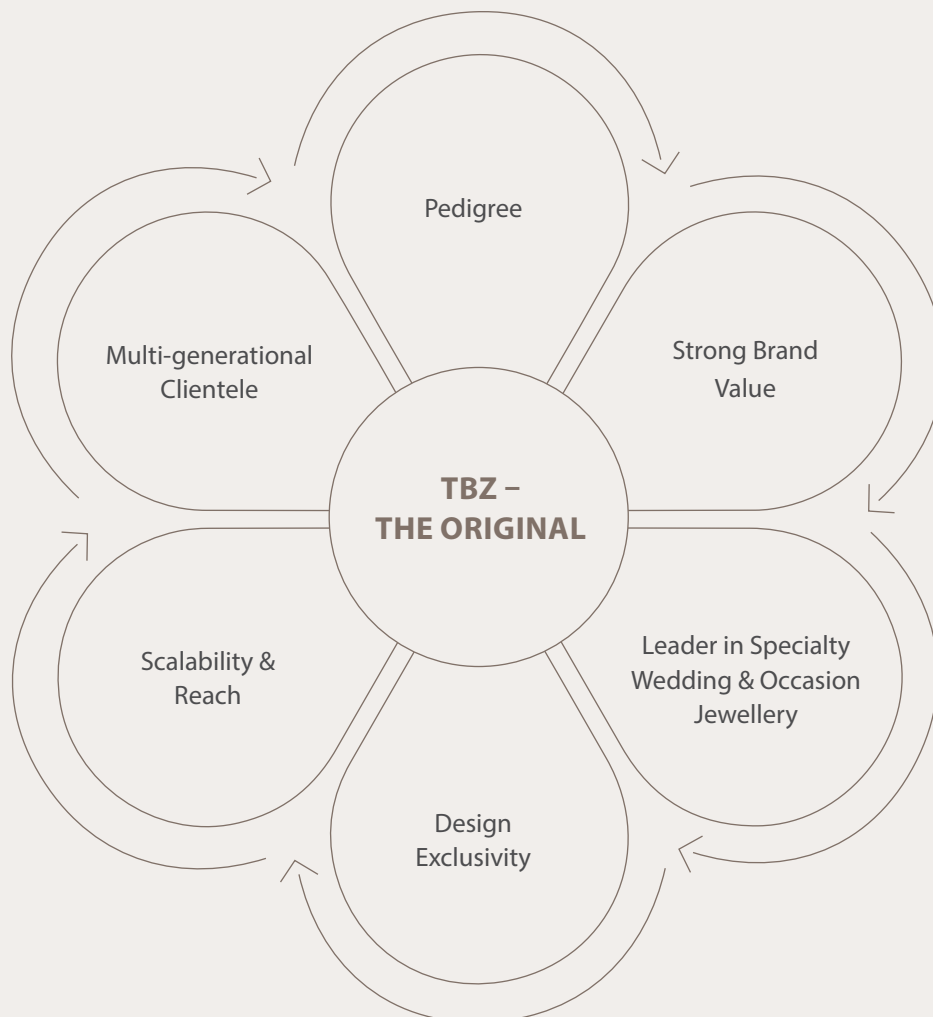 Pedigree
Strong Brand
Value
Leader in Specialty
Wedding & Occasion
Jewellery
Design
Exclusivity
Scalability &
Reach
Multi-generational
Clientele
TBZ –
THE ORIGINAL